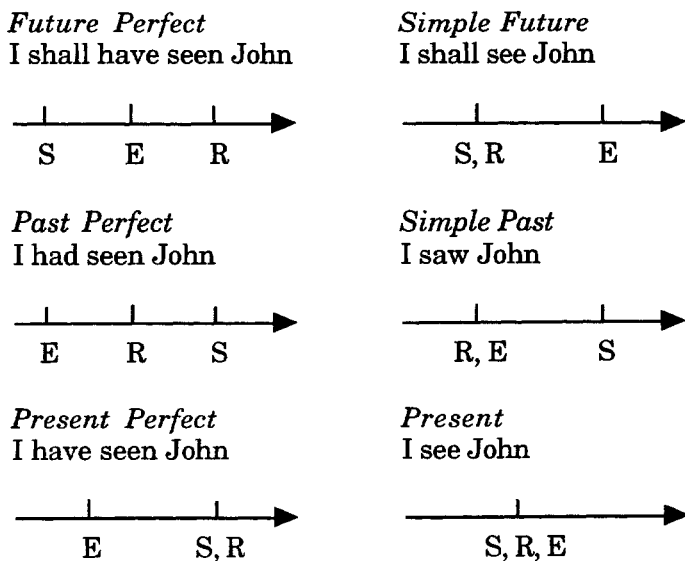 Future Perfect
I shall have seen John
S E R
Simple Future
I shall see John
S, R E
Past Perfect
I had seen John
E R S
Simple Past
I saw John
R, E S
Present Perfect
I have seen John
E S, R
Present
I see John
S, R, E